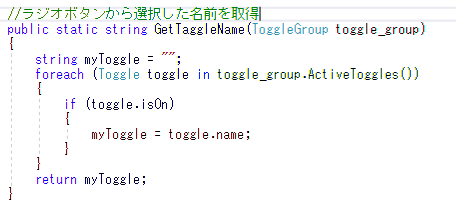 //ラジオボタンから選択した名前を取得
public static string GetTaggleName(ToggleGroup toggle_group)
{
string myToggle = "";
foreach (Toggle toggle in toggle_group.ActiveToggles())
{
if (toggle.isOn)
{
myToggle = toggle.name;
}
}
return myToggle;
}